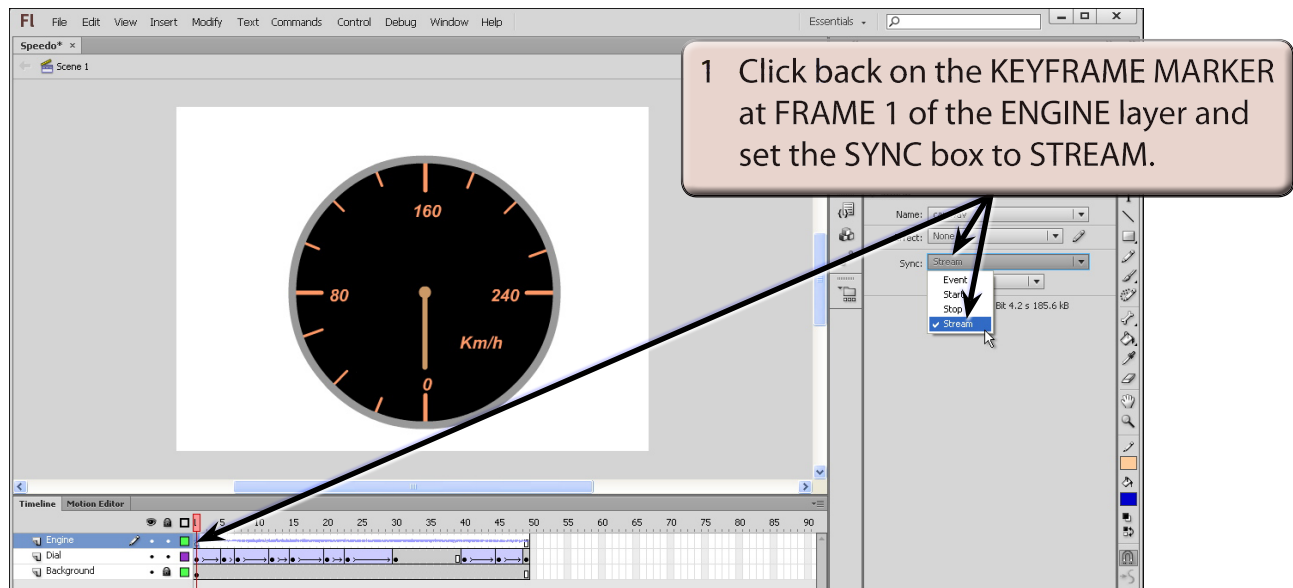 Fl File Edit View Insert Modify Text Commands Control Debug Window Help Essentials
Speedo* ×
Scene 1
1 Click back on the KEYFRAME MARKER
at FRAME 1 of the ENGINE layer and
set the SYNC box to STREAM.
160
80
240
Km/h
0
Name:
None
Sync: Stream
Event
Start
Stop
Bit 4.2 s 185.6 kB
Stream
Timeline Motion Editor
1 5 10 15 20 25 30 35 40 45 50 55 60 65 70 75 80 85 90
Engine
Dial
Background